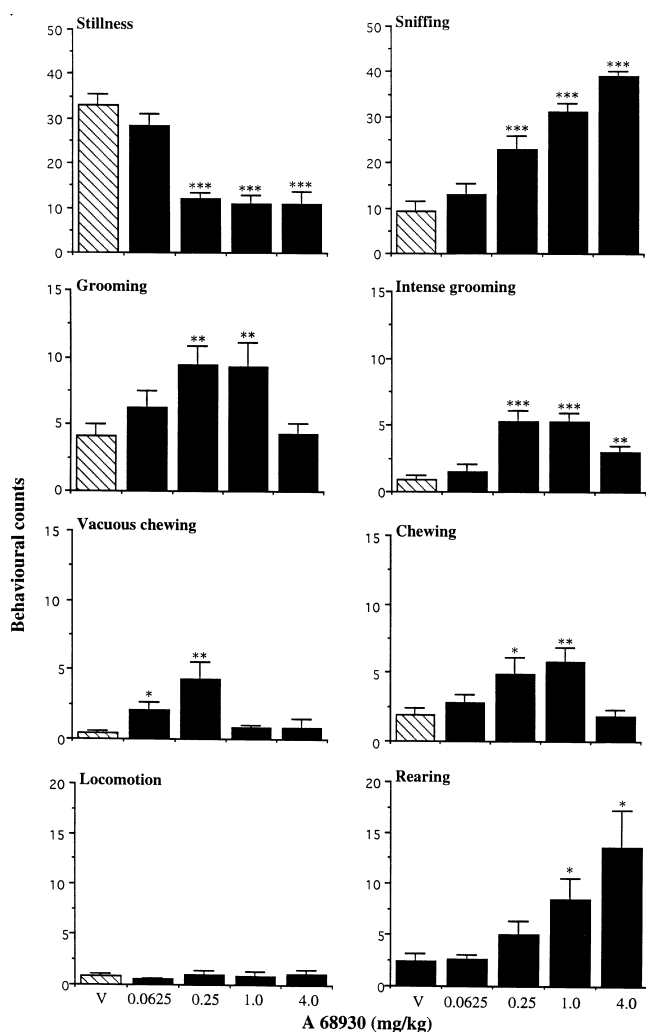 Stillness
50
40
30
20
10
0
*** *** ***
Sniffing
50
40
30
20
10
0
*** *** ***
Grooming
15
10
5
0
** **
Intense grooming
15
10
5
0
*** *** **
Vacuous chewing
15
10
5
0
* **
Chewing
15
10
5
0
* **
Locomotion
20
15
10
5
0
V 0.0625 0.25 1.0 4.0
Rearing
20
15
10
5
0
* *
V 0.0625 0.25 1.0 4.0
Behavioural counts
A 68930 (mg/kg)